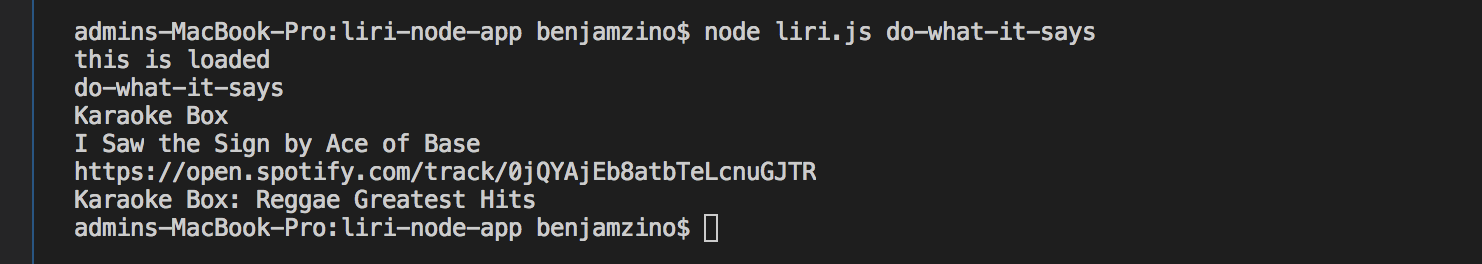 admins-MacBook-Pro:liri-node-app benjamzino$ node liri.js do-what-it-says
this is loaded
do-what-it-says
Karaoke Box
I Saw the Sign by Ace of Base
https://open.spotify.com/track/0jQYAjEb8atbTeLcnuGJTR
Karaoke Box: Reggae Greatest Hits
admins-MacBook-Pro:liri-node-app benjamzino$